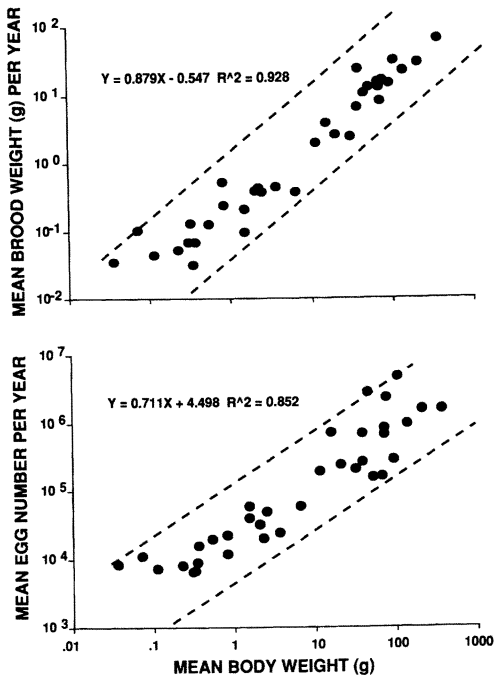 MEAN BROOD WEIGHT (g) PER YEAR
10 2
10 1
10 0
10 -1
10 -2
Y = 0.879X - 0.547 R^2 = 0.928
MEAN EGG NUMBER PER YEAR
10 7
10 6
10 5
10 4
10 3
Y = 0.711X + 4.498 R^2 = 0.852
.01 .1 1 10 100 1000
MEAN BODY WEIGHT (g)